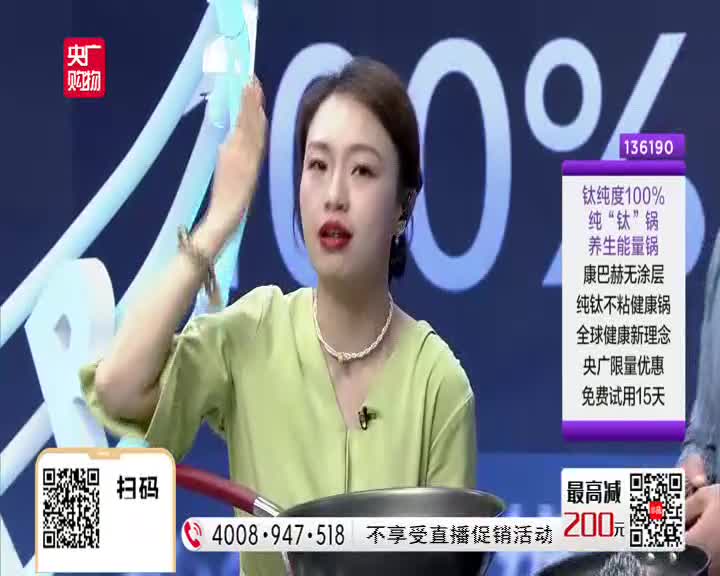 央广
购物
100%
136190
钛纯度100%
纯“钛”锅
养生能量锅
康巴赫无涂层
纯钛不粘健康锅
全球健康新理念
央广限量优惠
免费试用15天
扫码
4008•947•518
不享受直播促销活动
最高减
200元